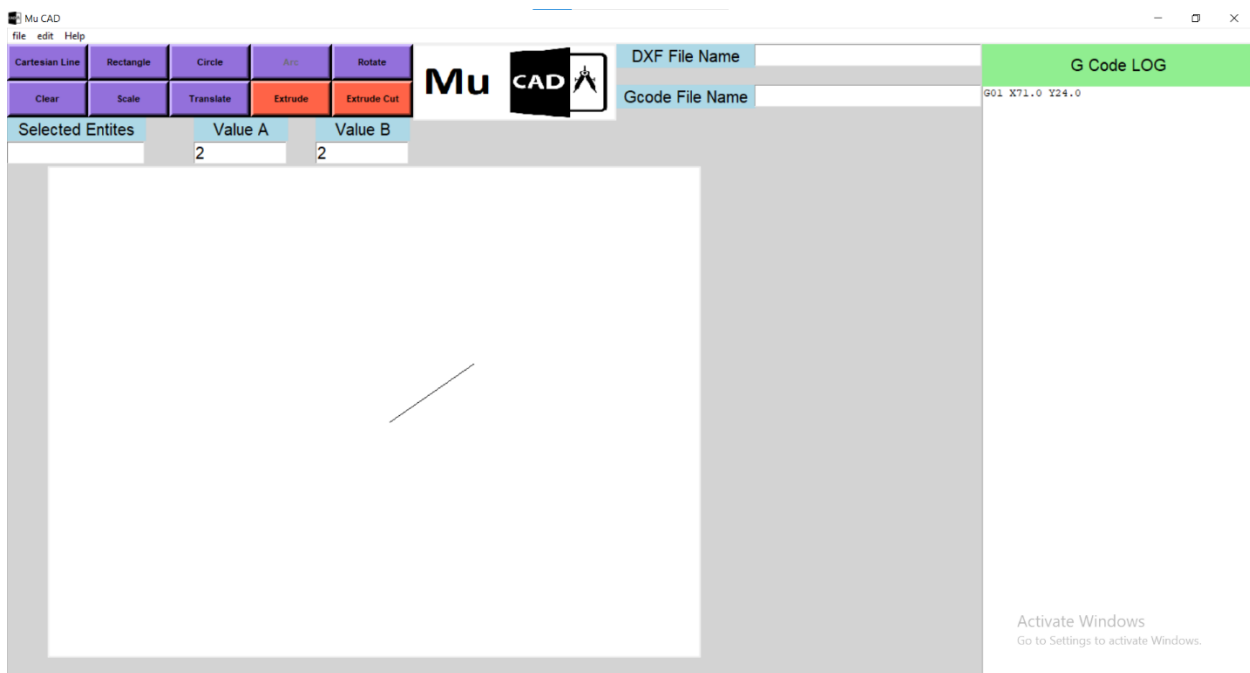 Mu CAD
file edit Help
Cartesian Line Rectangle Circle Arc Rotate
Clear Scale Translate Extrude Extrude Cut
Mu CAD
DXF File Name
Gcode File Name
G Code LOG
G01 X71.0 Y24.0
Selected Entites Value A Value B
2 2
Activate Windows
Go to Settings to activate Windows.